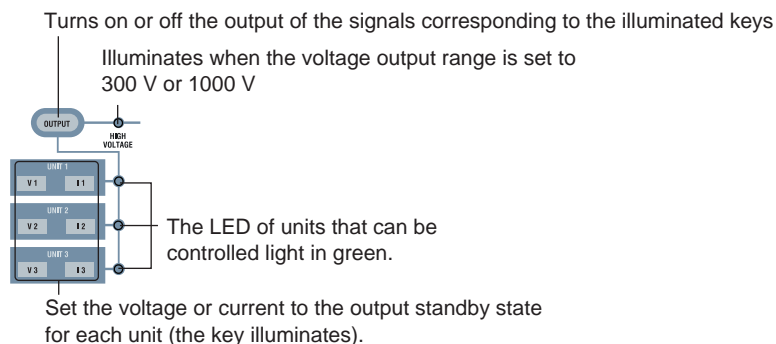 Turns on or off the output of the signals corresponding to the illuminated keys
Illuminates when the voltage output range is set to
300 V or 1000 V
OUTPUT
HIGH
VOLTAGE
UNIT 1
V 1 I 1
UNIT 2
V 2 I 2
UNIT 3
V 3 I 3
The LED of units that can be
controlled light in green.
Set the voltage or current to the output standby state
for each unit (the key illuminates).